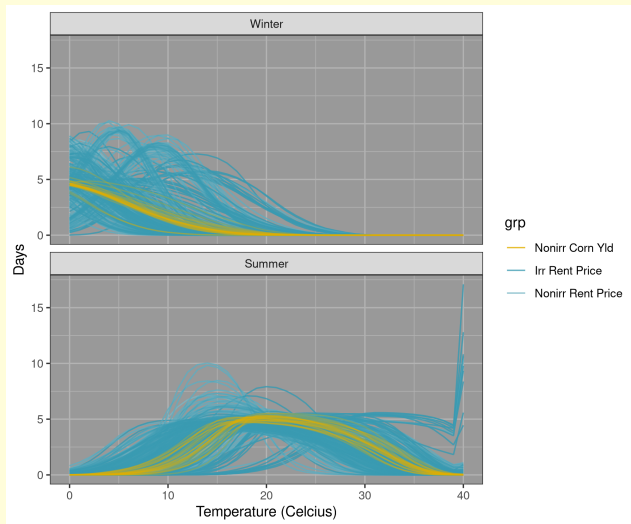 Winter
15
10
5
0
Days
Summer
15
10
5
0
0 10 20 30 40
Temperature (Celcius)
grp
Nonirr Corn Yld
Irr Rent Price
Nonirr Rent Price